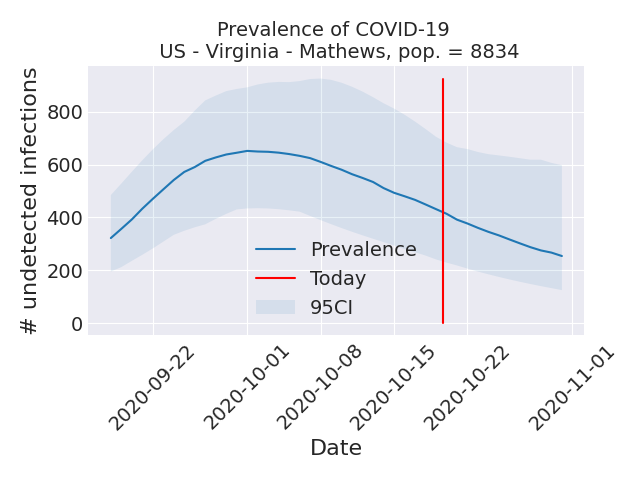 Prevalence of COVID-19
US - Virginia - Mathews, pop. = 8834
# undetected infections
800
600
400
200
0
Prevalence
Today
95CI
2020-09-22
2020-10-01
2020-10-08
2020-10-15
2020-10-22
2020-11-01
Date